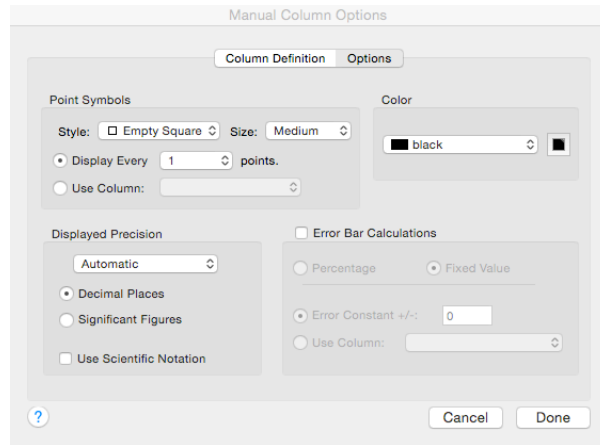 Manual Column Options
Column Definition Options
Point Symbols
Style: Empty Square Size: Medium
Display Every 1 points.
Use Column:
Color
black
Displayed Precision
Automatic
Decimal Places
Significant Figures
Use Scientific Notation
Error Bar Calculations
Percentage Fixed Value
Error Constant +/-: 0
Use Column:
? Cancel Done